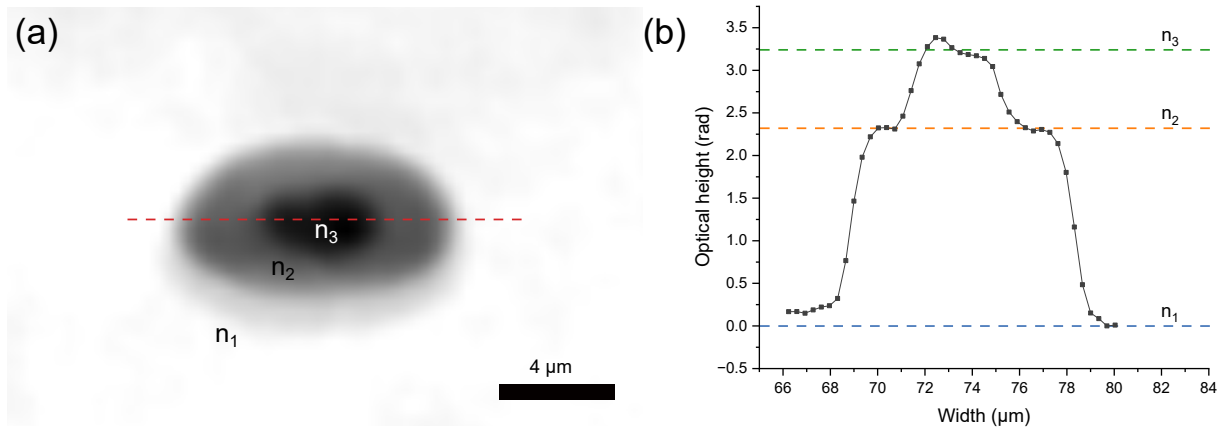 (a)
n₃
n₂
n₁
4 µm
(b)
Optical height (rad)
3.5
3.0
2.5
2.0
1.5
1.0
0.5
0.0
−0.5
n₃
n₂
n₁
66 68 70 72 74 76 78 80 82 84
Width (µm)